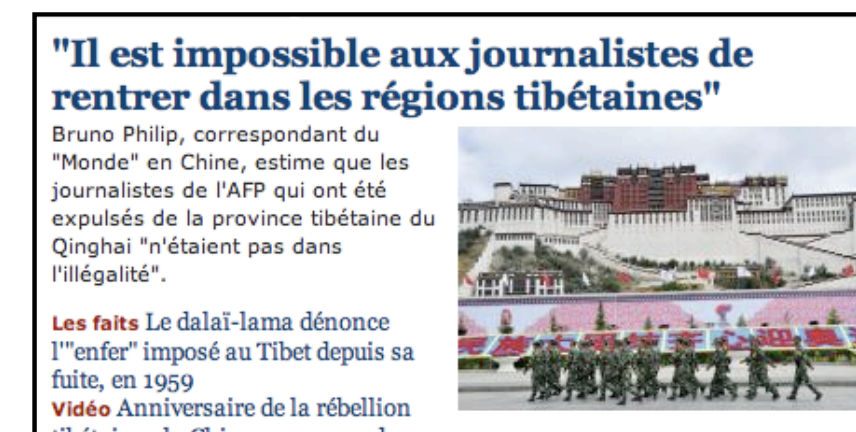 "Il est impossible aux journalistes de
rentrer dans les régions tibétaines"
Bruno Philip, correspondant du
"Monde" en Chine, estime que les
journalistes de l'AFP qui ont été
expulsés de la province tibétaine du
Qinghai "n'étaient pas dans
l'illégalité".
Les faits Le dalaï-lama dénonce
l'"enfer" imposé au Tibet depuis sa
fuite, en 1959
Vidéo Anniversaire de la rébellion